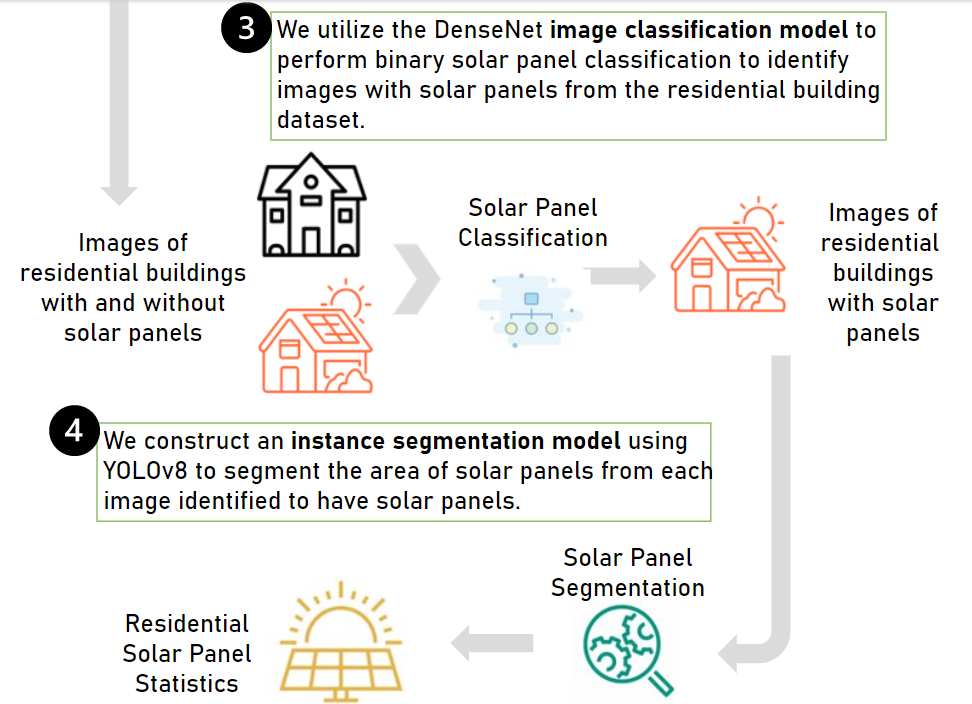 3
We utilize the DenseNet image classification model to
perform binary solar panel classification to identify
images with solar panels from the residential building
dataset.
Images of
residential buildings
with and without
solar panels
Solar Panel
Classification
Images of
residential
buildings
with solar
panels
4
We construct an instance segmentation model using
YOLOv8 to segment the area of solar panels from each
image identified to have solar panels.
Solar Panel
Segmentation
Residential
Solar Panel
Statistics